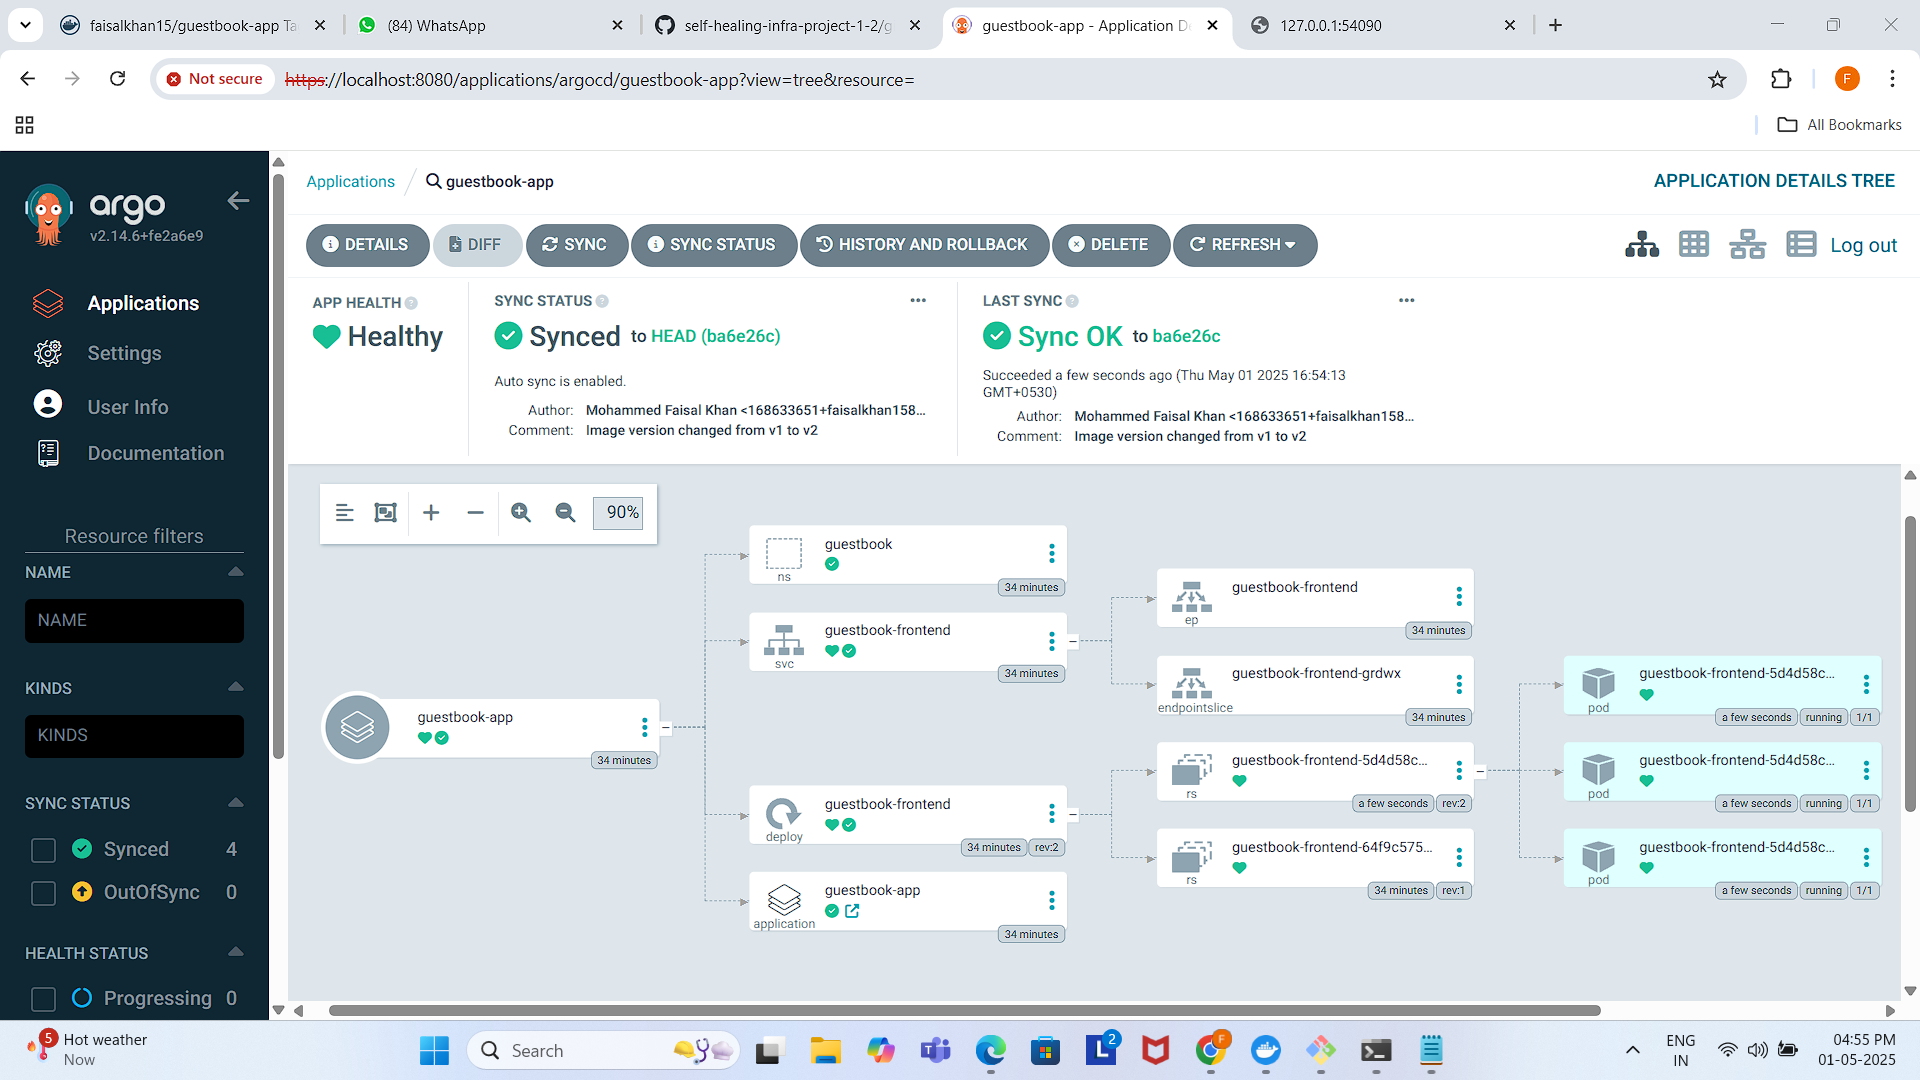 faisalkhan15/guestbook-app Ta
(84) WhatsApp
self-healing-infra-project-1-2/g
guestbook-app - Application De
127.0.0.1:54090
Not secure
https://localhost:8080/applications/argocd/guestbook-app?view=tree&resource=
F
All Bookmarks
argo
v2.14.6+fe2a6e9
Applications
Settings
User Info
Documentation
Resource filters
NAME
NAME
KINDS
KINDS
SYNC STATUS
Synced 4
OutOfSync 0
HEALTH STATUS
Progressing 0
Applications / guestbook-app
APPLICATION DETAILS TREE
DETAILS
DIFF
SYNC
SYNC STATUS
HISTORY AND ROLLBACK
DELETE
REFRESH
Log out
APP HEALTH
Healthy
SYNC STATUS
Synced to HEAD (ba6e26c)
Auto sync is enabled.
Author: Mohammed Faisal Khan <168633651+faisalkhan158...
Comment: Image version changed from v1 to v2
LAST SYNC
Sync OK to ba6e26c
Succeeded a few seconds ago (Thu May 01 2025 16:54:13
GMT+0530)
Author: Mohammed Faisal Khan <168633651+faisalkhan158...
Comment: Image version changed from v1 to v2
90%
guestbook-app
34 minutes
guestbook
ns
34 minutes
guestbook-frontend
svc
34 minutes
guestbook-frontend
deploy
34 minutes rev:2
guestbook-app
application
34 minutes
guestbook-frontend
ep
34 minutes
guestbook-frontend-grdwx
endpointslice
34 minutes
guestbook-frontend-5d4d58c...
rs
a few seconds rev:2
guestbook-frontend-64f9c575...
rs
34 minutes rev:1
guestbook-frontend-5d4d58c...
pod
a few seconds running 1/1
guestbook-frontend-5d4d58c...
pod
a few seconds running 1/1
guestbook-frontend-5d4d58c...
pod
a few seconds running 1/1
5
Hot weather
Now
Search
L
2
F
ENG
IN
04:55 PM
01-05-2025